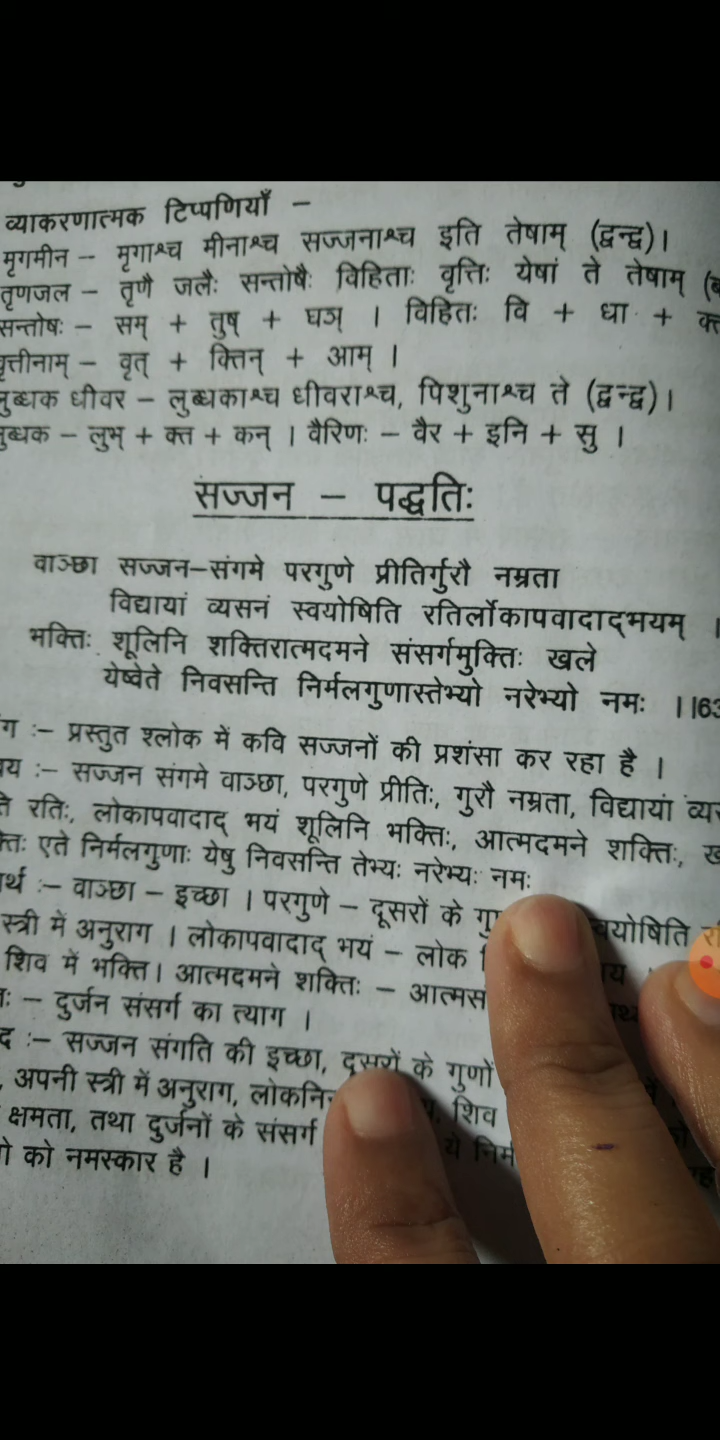 व्याकरणात्मक टिप्पणियाँ –
मृगमीन – मृगाश्च मीनाश्च सज्जनाश्च इति तेषाम् (द्वन्द्व)।
तृणजल – तृणै जलैः सन्तोषैः विहिताः वृत्तिः येषां ते तेषाम्
सन्तोषः – सम् + तुष् + घञ् । विहितः वि + धा + क्त
वृत्तीनाम् – वृत् + क्तिन् + आम् ।
लुब्धक धीवर – लुब्धकाश्च धीवराश्च, पिशुनाश्च ते (द्वन्द्व)।
लुब्धक – लुभ् + क्त + कन् । वैरिणः – वैर + इनि + सु ।
सज्जन – पद्धतिः
वाञ्छा सज्जन–संगमे परगुणे प्रीतिर्गुरौ नम्रता
विद्यायां व्यसनं स्वयोषिति रतिर्लोकापवादाद्भयम् ।
भक्तिः शूलिनि शक्तिरात्मदमने संसर्गमुक्तिः खले
येष्वेते निवसन्ति निर्मलगुणास्तेभ्यो नरेभ्यो नमः ।।63
:– प्रस्तुत श्लोक में कवि सज्जनों की प्रशंसा कर रहा है ।
:– सज्जन संगमे वाञ्छा, परगुणे प्रीतिः, गुरौ नम्रता, विद्यायां
रतिः, लोकापवादाद् भयं शूलिनि भक्तिः, आत्मदमने शक्तिः,
एते निर्मलगुणाः येषु निवसन्ति तेभ्यः नरेभ्यः नमः
:– वाञ्छा – इच्छा । परगुणे – दूसरों के
स्त्री में अनुराग । लोकापवादाद् भयं – लोक
शिव में भक्ति। आत्मदमने शक्तिः –
– दुर्जन संसर्ग का त्याग ।
:– सज्जन संगति की इच्छा, दूसरों के गुणों
अपनी स्त्री में अनुराग, शिव
क्षमता, तथा दुर्जनों के संसर्ग ये
को नमस्कार है ।